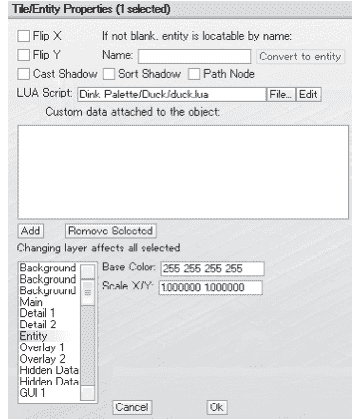 Tile/Entity Properties (1 selected)
Flip X
If not blank, entity is locatable by name:
Flip Y
Name:
Convert to entity
Cast Shadow
Sort Shadow
Path Node
LUA Script: Dink Palette/Duck/duck.lua File... Edit
Custom data attached to the object:
Add
Remove Selected
Changing layer affects all selected
Background
Background
Background
Main
Detail 1
Detail 2
Entity
Overlay 1
Overlay 2
Hidden Data
Hidden Data
GUI 1
Base Color: 255 255 255 255
Scale X/Y: 1.000000 1.000000
Cancel
Ok